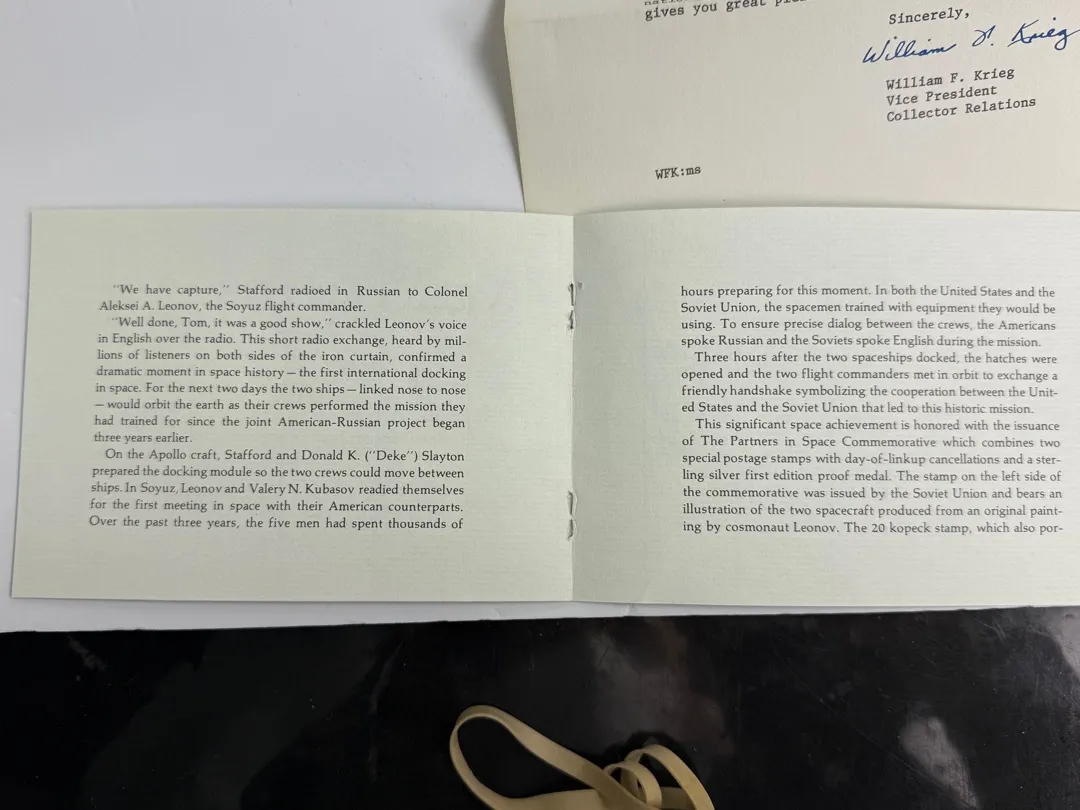 gives you great
Sincerely,
William F. Krieg
William F. Krieg
Vice President
Collector Relations
WFK:ms
"We have capture," Stafford radioed in Russian to Colonel
Aleksei A. Leonov, the Soyuz flight commander.
"Well done, Tom, it was a good show," crackled Leonov's voice
in English over the radio. This short radio exchange, heard by mil-
lions of listeners on both sides of the iron curtain, confirmed a
dramatic moment in space history—the first international docking
in space. For the next two days the two ships—linked nose to nose
—would orbit the earth as their crews performed the mission they
had trained for since the joint American-Russian project began
three years earlier.
On the Apollo craft, Stafford and Donald K. ("Deke") Slayton
prepared the docking module so the two crews could move between
ships. In Soyuz, Leonov and Valery N. Kubasov readied themselves
for the first meeting in space with their American counterparts.
Over the past three years, the five men had spent thousands of
hours preparing for this moment. In both the United States and the
Soviet Union, the spacemen trained with equipment they would be
using. To ensure precise dialog between the crews, the Americans
spoke Russian and the Soviets spoke English during the mission.
Three hours after the two spaceships docked, the hatches were
opened and the two flight commanders met in orbit to exchange a
friendly handshake symbolizing the cooperation between the Unit-
ed States and the Soviet Union that led to this historic mission.
This significant space achievement is honored with the issuance
of The Partners in Space Commemorative which combines two
special postage stamps with day-of-linkup cancellations and a ster-
ling silver first edition proof medal. The stamp on the left side of
the commemorative was issued by the Soviet Union and bears an
illustration of the two spacecraft produced from an original paint-
ing by cosmonaut Leonov. The 20 kopeck stamp, which also por-